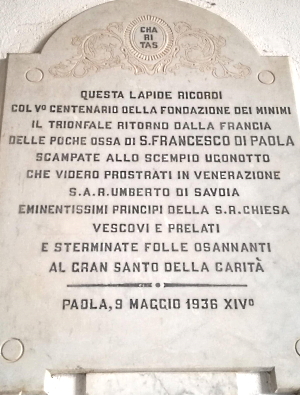 CHA
RI
TAS
QUESTA LAPIDE RICORDI
COL Vº CENTENARIO DELLA FONDAZIONE DEI MINIMI
IL TRIONFALE RITORNO DALLA FRANCIA
DELLE POCHE OSSA DI S.FRANCESCO DI PAOLA
SCAMPATE ALLO SCEMPIO UGONOTTO
CHE VIDERO PROSTRATI IN VENERAZIONE
S.A.R.UMBERTO DI SAVOIA
EMINENTISSIMI PRINCIPI DELLA S.R.CHIESA
VESCOVI E PRELATI
E STERMINATE FOLLE OSANNANTI
AL GRAN SANTO DELLA CARITÀ
PAOLA, 9 MAGGIO 1936 XIVº